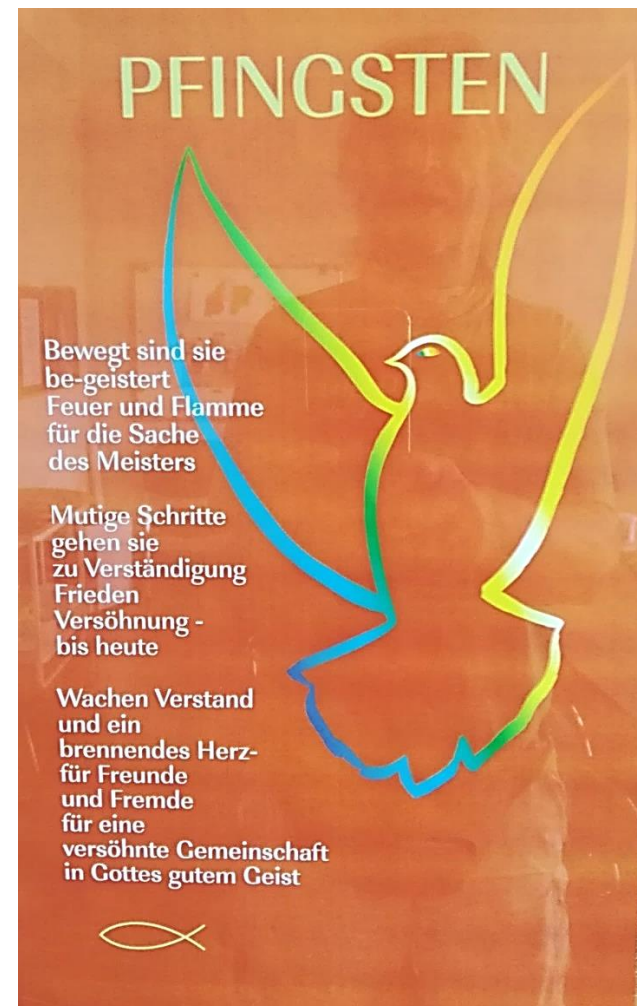 PFINGSTEN
Bewegt sind sie
be-geistert
Feuer und Flamme
für die Sache
des Meisters
Mutige Schritte
gehen sie
zu Verständigung
Frieden
Versöhnung -
bis heute
Wachen Verstand
und ein
brennendes Herz-
für Freunde
und Fremde
für eine
versöhnte Gemeinschaft
in Gottes gutem Geist